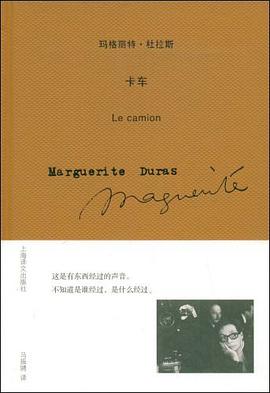 玛格丽特·杜拉斯
卡车
Le camion
Marguerite Duras
Marguerite
上海译文出版社
这是有东西经过的声音。
不知道是谁经过，是什么经过。
马振骋 译